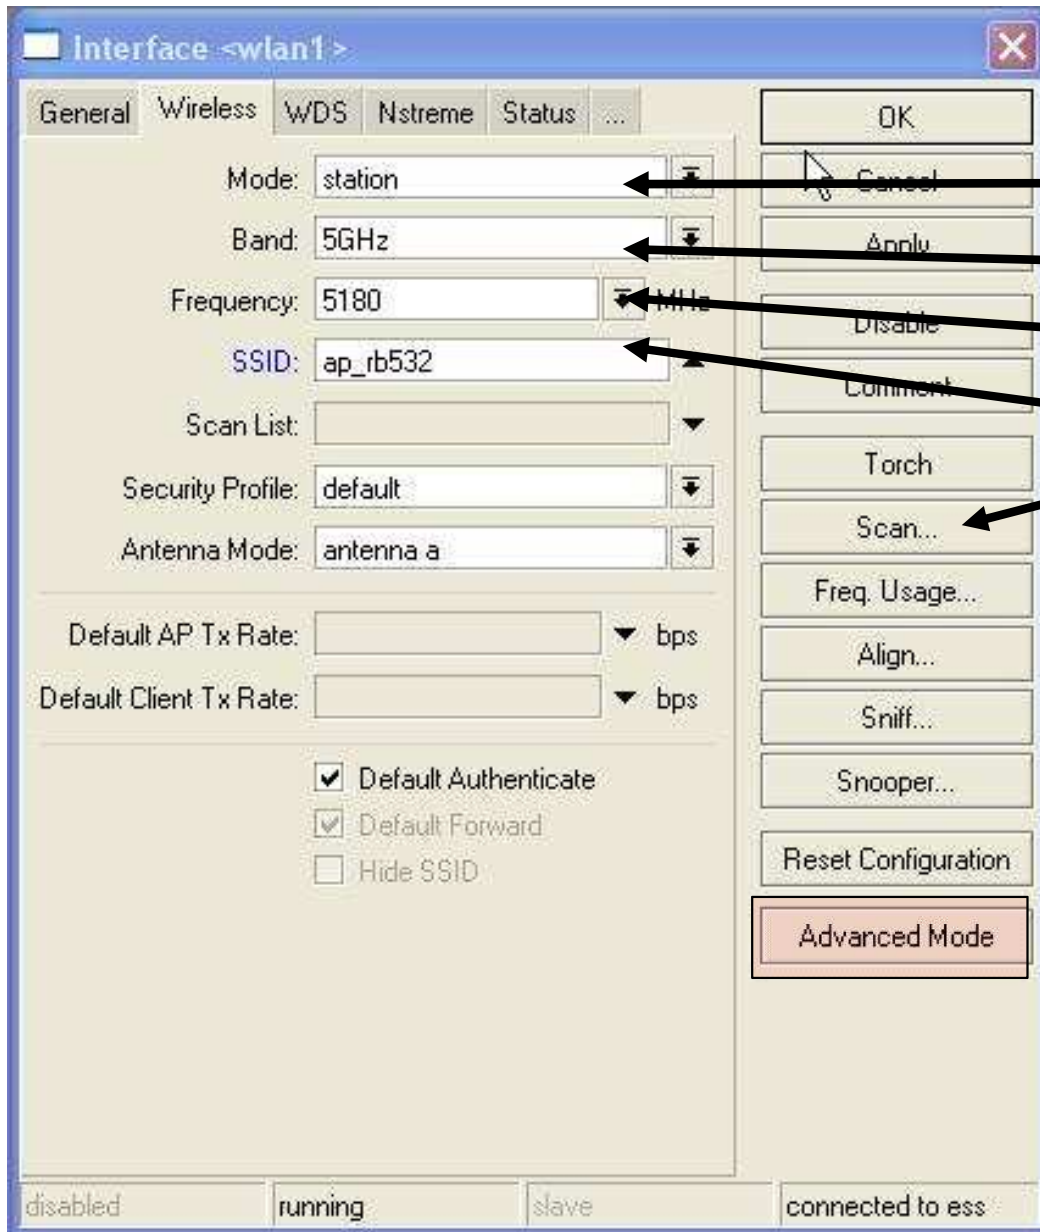 Interface <wlan1>
General Wireless WDS Nstreme Status ...
Mode: station
Band: 5GHz
Frequency: 5180 MHz
SSID: ap_rb532
Scan List:
Security Profile: default
Antenna Mode: antenna a
Default AP Tx Rate: bps
Default Client Tx Rate: bps
Default Authenticate
Default Forward
Hide SSID
OK
Cancel
Apply
Disable
Comment
Torch
Scan...
Freq. Usage...
Align...
Sniff...
Snooper...
Reset Configuration
Advanced Mode
disabled running slave connected to ess